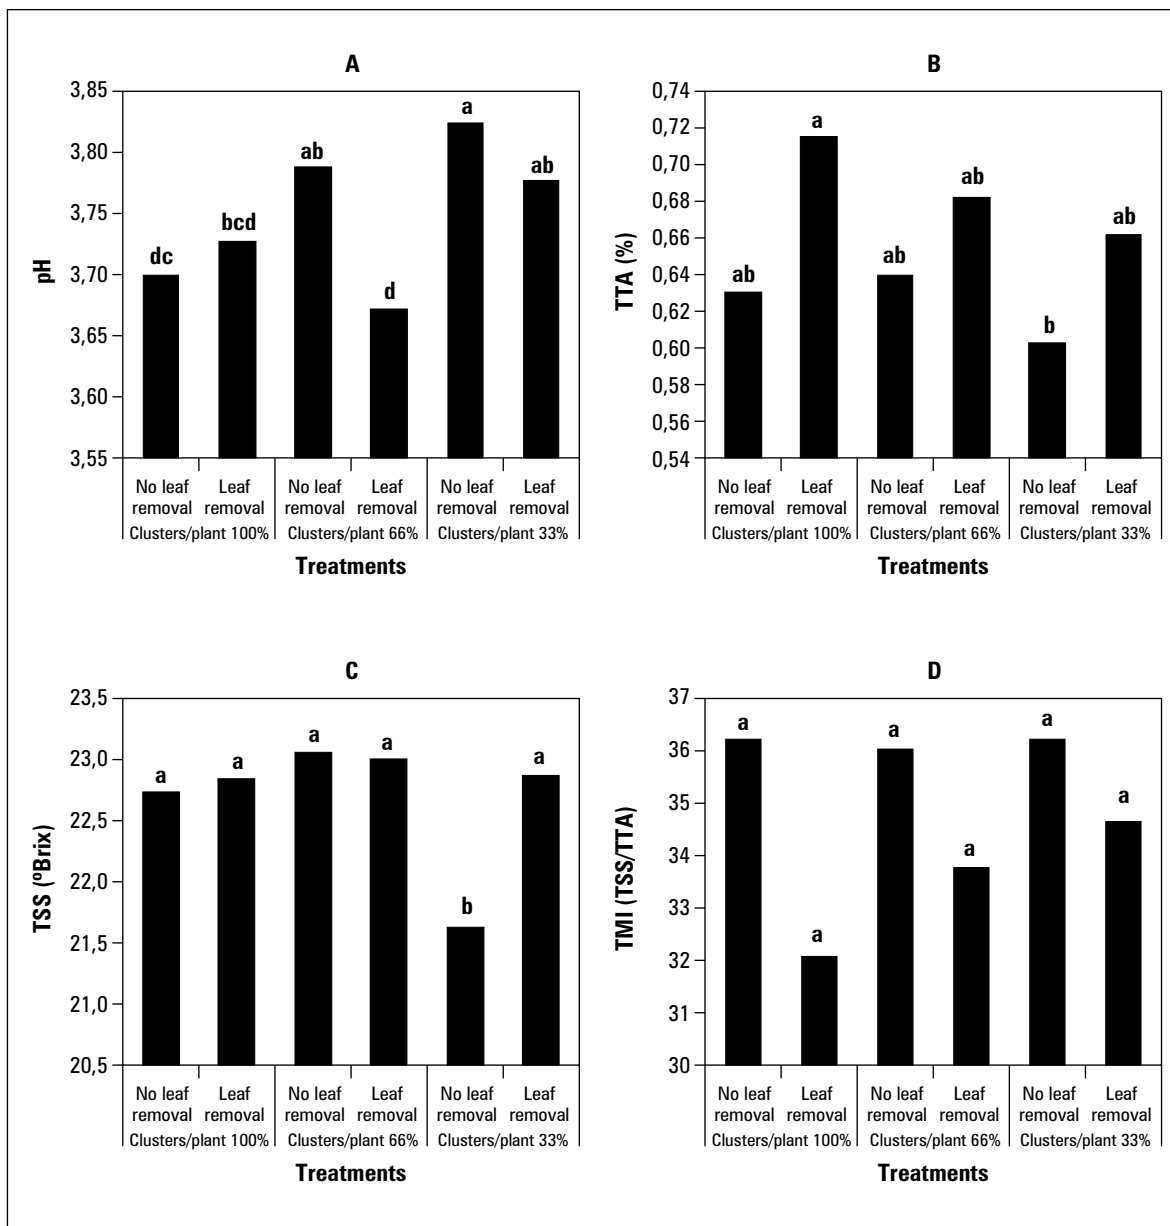 A
pH
3,85
3,80
3,75
3,70
3,65
3,60
3,55
dc
bcd
ab
d
a
ab
No leaf removal
Leaf removal
No leaf removal
Leaf removal
No leaf removal
Leaf removal
Clusters/plant 100%
Clusters/plant 66%
Clusters/plant 33%
Treatments
B
TTA (%)
0,74
0,72
0,70
0,68
0,66
0,64
0,62
0,60
0,58
0,56
0,54
ab
a
ab
ab
b
ab
No leaf removal
Leaf removal
No leaf removal
Leaf removal
No leaf removal
Leaf removal
Clusters/plant 100%
Clusters/plant 66%
Clusters/plant 33%
Treatments
C
TSS (ºBrix)
23,5
23,0
22,5
22,0
21,5
21,0
20,5
a
a
a
a
b
a
No leaf removal
Leaf removal
No leaf removal
Leaf removal
No leaf removal
Leaf removal
Clusters/plant 100%
Clusters/plant 66%
Clusters/plant 33%
Treatments
D
TMI (TSS/TTA)
37
36
35
34
33
32
31
30
a
a
a
a
a
a
No leaf removal
Leaf removal
No leaf removal
Leaf removal
No leaf removal
Leaf removal
Clusters/plant 100%
Clusters/plant 66%
Clusters/plant 33%
Treatments